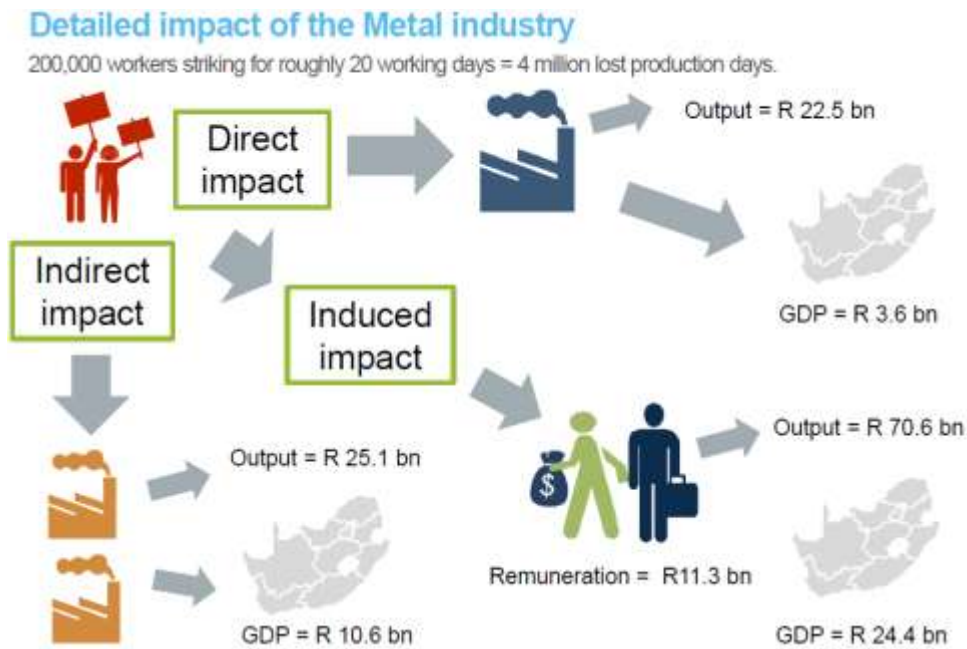 Detailed impact of the Metal industry
200,000 workers striking for roughly 20 working days = 4 million lost production days.
Direct
impact
Output = R 22.5 bn
GDP = R 3.6 bn
Indirect
impact
Induced
impact
Output = R 25.1 bn
GDP = R 10.6 bn
$
Output = R 70.6 bn
Remuneration = R11.3 bn
GDP = R 24.4 bn